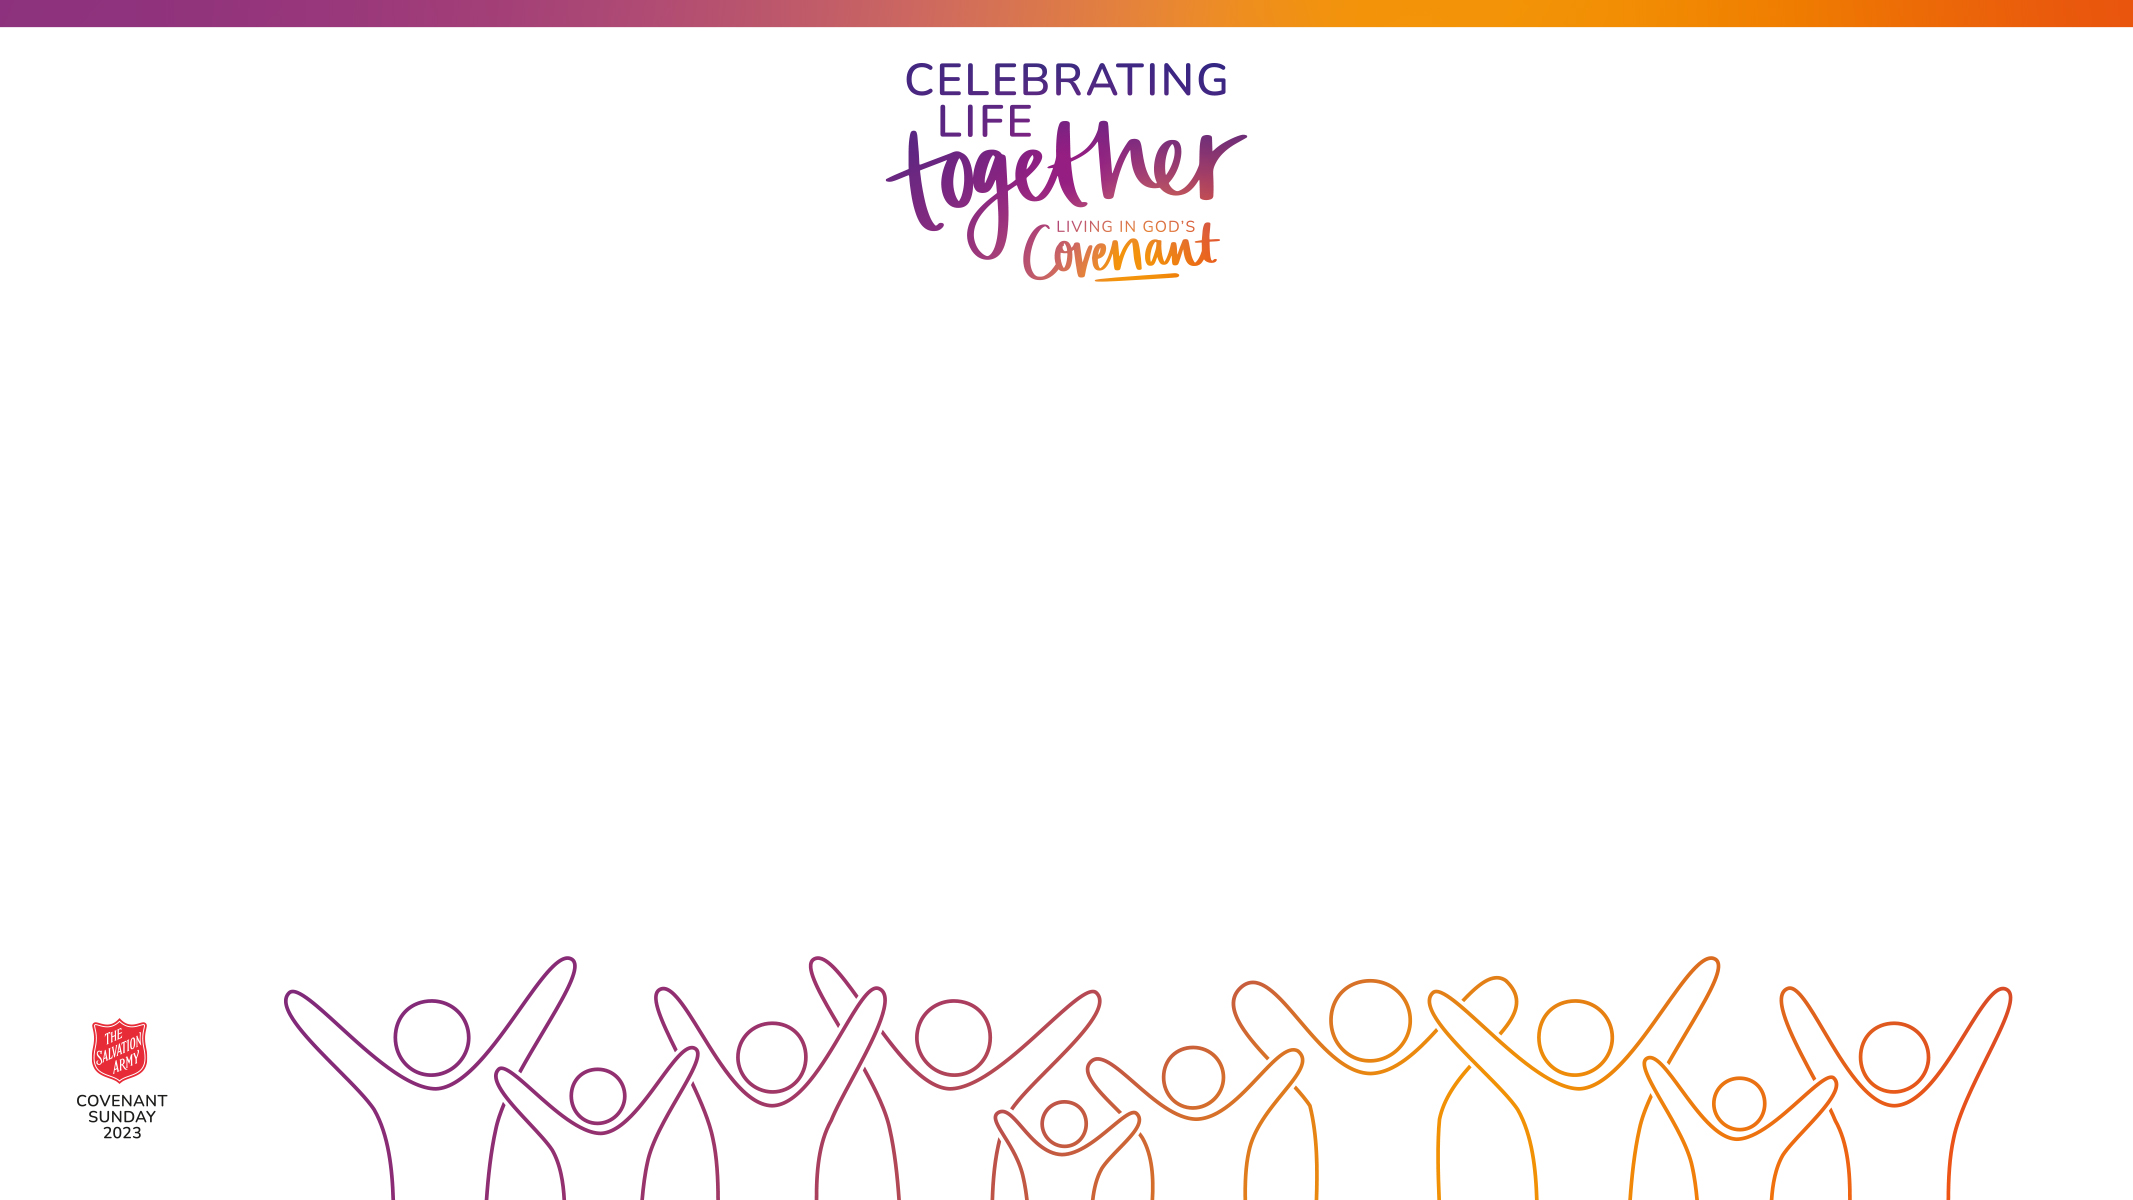 CELEBRATING
LIFE
together
LIVING IN GOD'S
Covenant
THE
SALVATION
ARMY
COVENANT
SUNDAY
2023